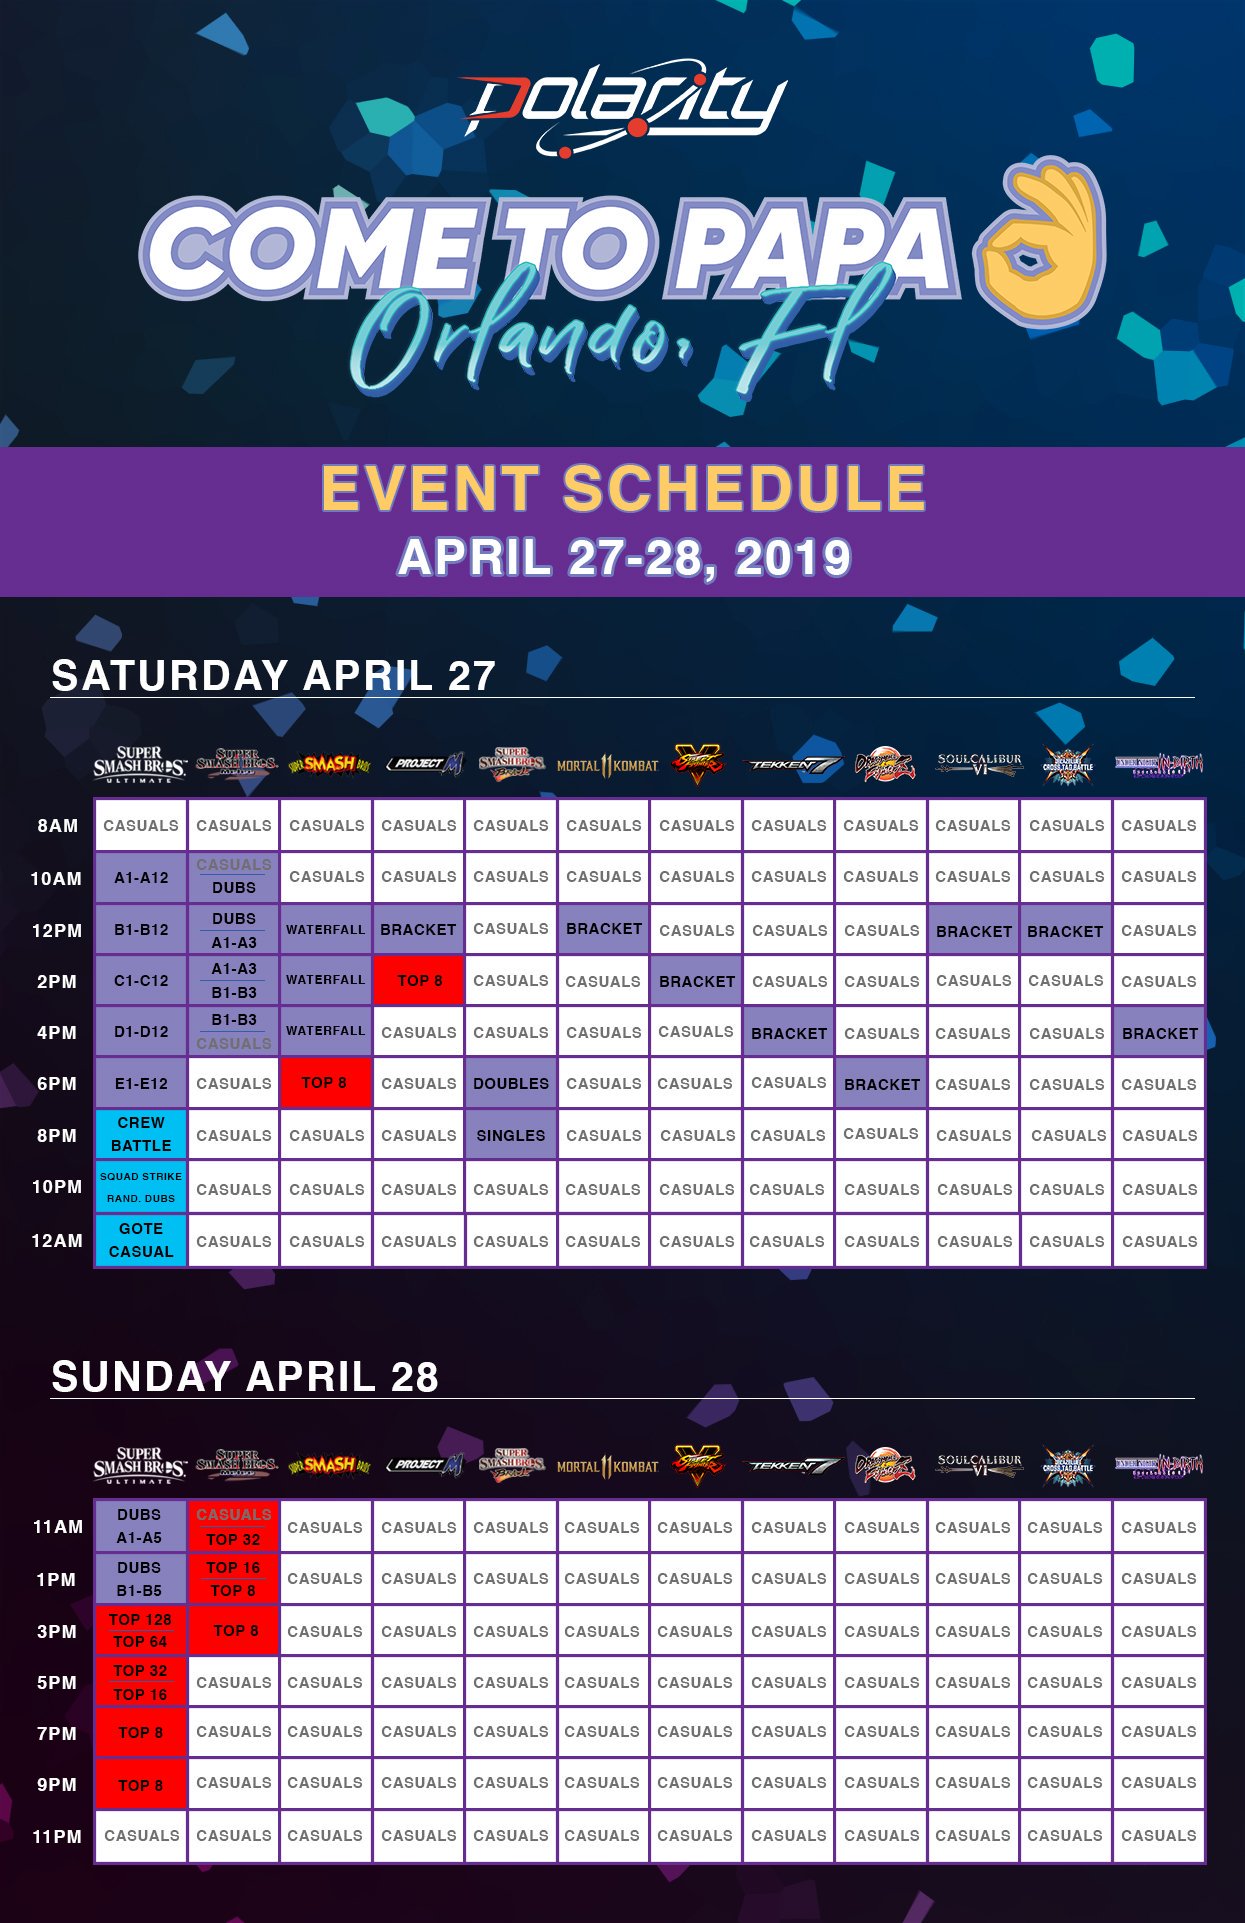 polarity
COME TO PAPA
Orlando, Fl
EVENT SCHEDULE
APRIL 27-28, 2019
SATURDAY APRIL 27
SUPER SMASH BROS. ULTIMATE SUPER SMASH BROS. Melee SUPER SMASH BROS. PROJECT M SUPER SMASH BROS. BRAWL MORTAL 11 KOMBAT V STREET FIGHTER TEKKEN 7 DRAGONBALL FIGHTERZ SOULCALIBUR VI BLAZBLUE CROSS TAG BATTLE UNDER NIGHT IN-BIRTH
8AM CASUALS CASUALS CASUALS CASUALS CASUALS CASUALS CASUALS CASUALS CASUALS CASUALS CASUALS CASUALS
10AM A1-A12 CASUALS DUBS CASUALS CASUALS CASUALS CASUALS CASUALS CASUALS CASUALS CASUALS CASUALS CASUALS
12PM B1-B12 DUBS A1-A3 WATERFALL BRACKET CASUALS BRACKET CASUALS CASUALS CASUALS BRACKET BRACKET CASUALS
2PM C1-C12 A1-A3 B1-B3 WATERFALL TOP 8 CASUALS CASUALS BRACKET CASUALS CASUALS CASUALS CASUALS CASUALS
4PM D1-D12 B1-B3 CASUALS WATERFALL CASUALS CASUALS CASUALS CASUALS BRACKET CASUALS CASUALS CASUALS BRACKET
6PM E1-E12 CASUALS TOP 8 CASUALS DOUBLES CASUALS CASUALS CASUALS BRACKET CASUALS CASUALS CASUALS
8PM CREW BATTLE CASUALS CASUALS CASUALS SINGLES CASUALS CASUALS CASUALS CASUALS CASUALS CASUALS CASUALS
10PM SQUAD STRIKE RAND. DUBS CASUALS CASUALS CASUALS CASUALS CASUALS CASUALS CASUALS CASUALS CASUALS CASUALS CASUALS
12AM GOTE CASUAL CASUALS CASUALS CASUALS CASUALS CASUALS CASUALS CASUALS CASUALS CASUALS CASUALS CASUALS
SUNDAY APRIL 28
SUPER SMASH BROS. ULTIMATE SUPER SMASH BROS. Melee SUPER SMASH BROS. PROJECT M SUPER SMASH BROS. BRAWL MORTAL 11 KOMBAT V STREET FIGHTER TEKKEN 7 DRAGONBALL FIGHTERZ SOULCALIBUR VI BLAZBLUE CROSS TAG BATTLE UNDER NIGHT IN-BIRTH
11AM DUBS A1-A5 CASUALS TOP 32 CASUALS CASUALS CASUALS CASUALS CASUALS CASUALS CASUALS CASUALS CASUALS CASUALS
1PM DUBS B1-B5 TOP 16 TOP 8 CASUALS CASUALS CASUALS CASUALS CASUALS CASUALS CASUALS CASUALS CASUALS CASUALS
3PM TOP 128 TOP 64 TOP 8 CASUALS CASUALS CASUALS CASUALS CASUALS CASUALS CASUALS CASUALS CASUALS CASUALS
5PM TOP 32 TOP 16 CASUALS CASUALS CASUALS CASUALS CASUALS CASUALS CASUALS CASUALS CASUALS CASUALS CASUALS
7PM TOP 8 CASUALS CASUALS CASUALS CASUALS CASUALS CASUALS CASUALS CASUALS CASUALS CASUALS CASUALS
9PM TOP 8 CASUALS CASUALS CASUALS CASUALS CASUALS CASUALS CASUALS CASUALS CASUALS CASUALS CASUALS
11PM CASUALS CASUALS CASUALS CASUALS CASUALS CASUALS CASUALS CASUALS CASUALS CASUALS CASUALS CASUALS